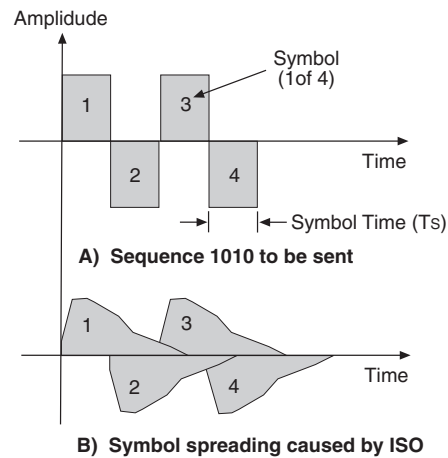 Amplidude
Symbol
(1of 4)
1
3
2
4
Time
Symbol Time (Ts)
A) Sequence 1010 to be sent
1
3
2
4
Time
B) Symbol spreading caused by ISO